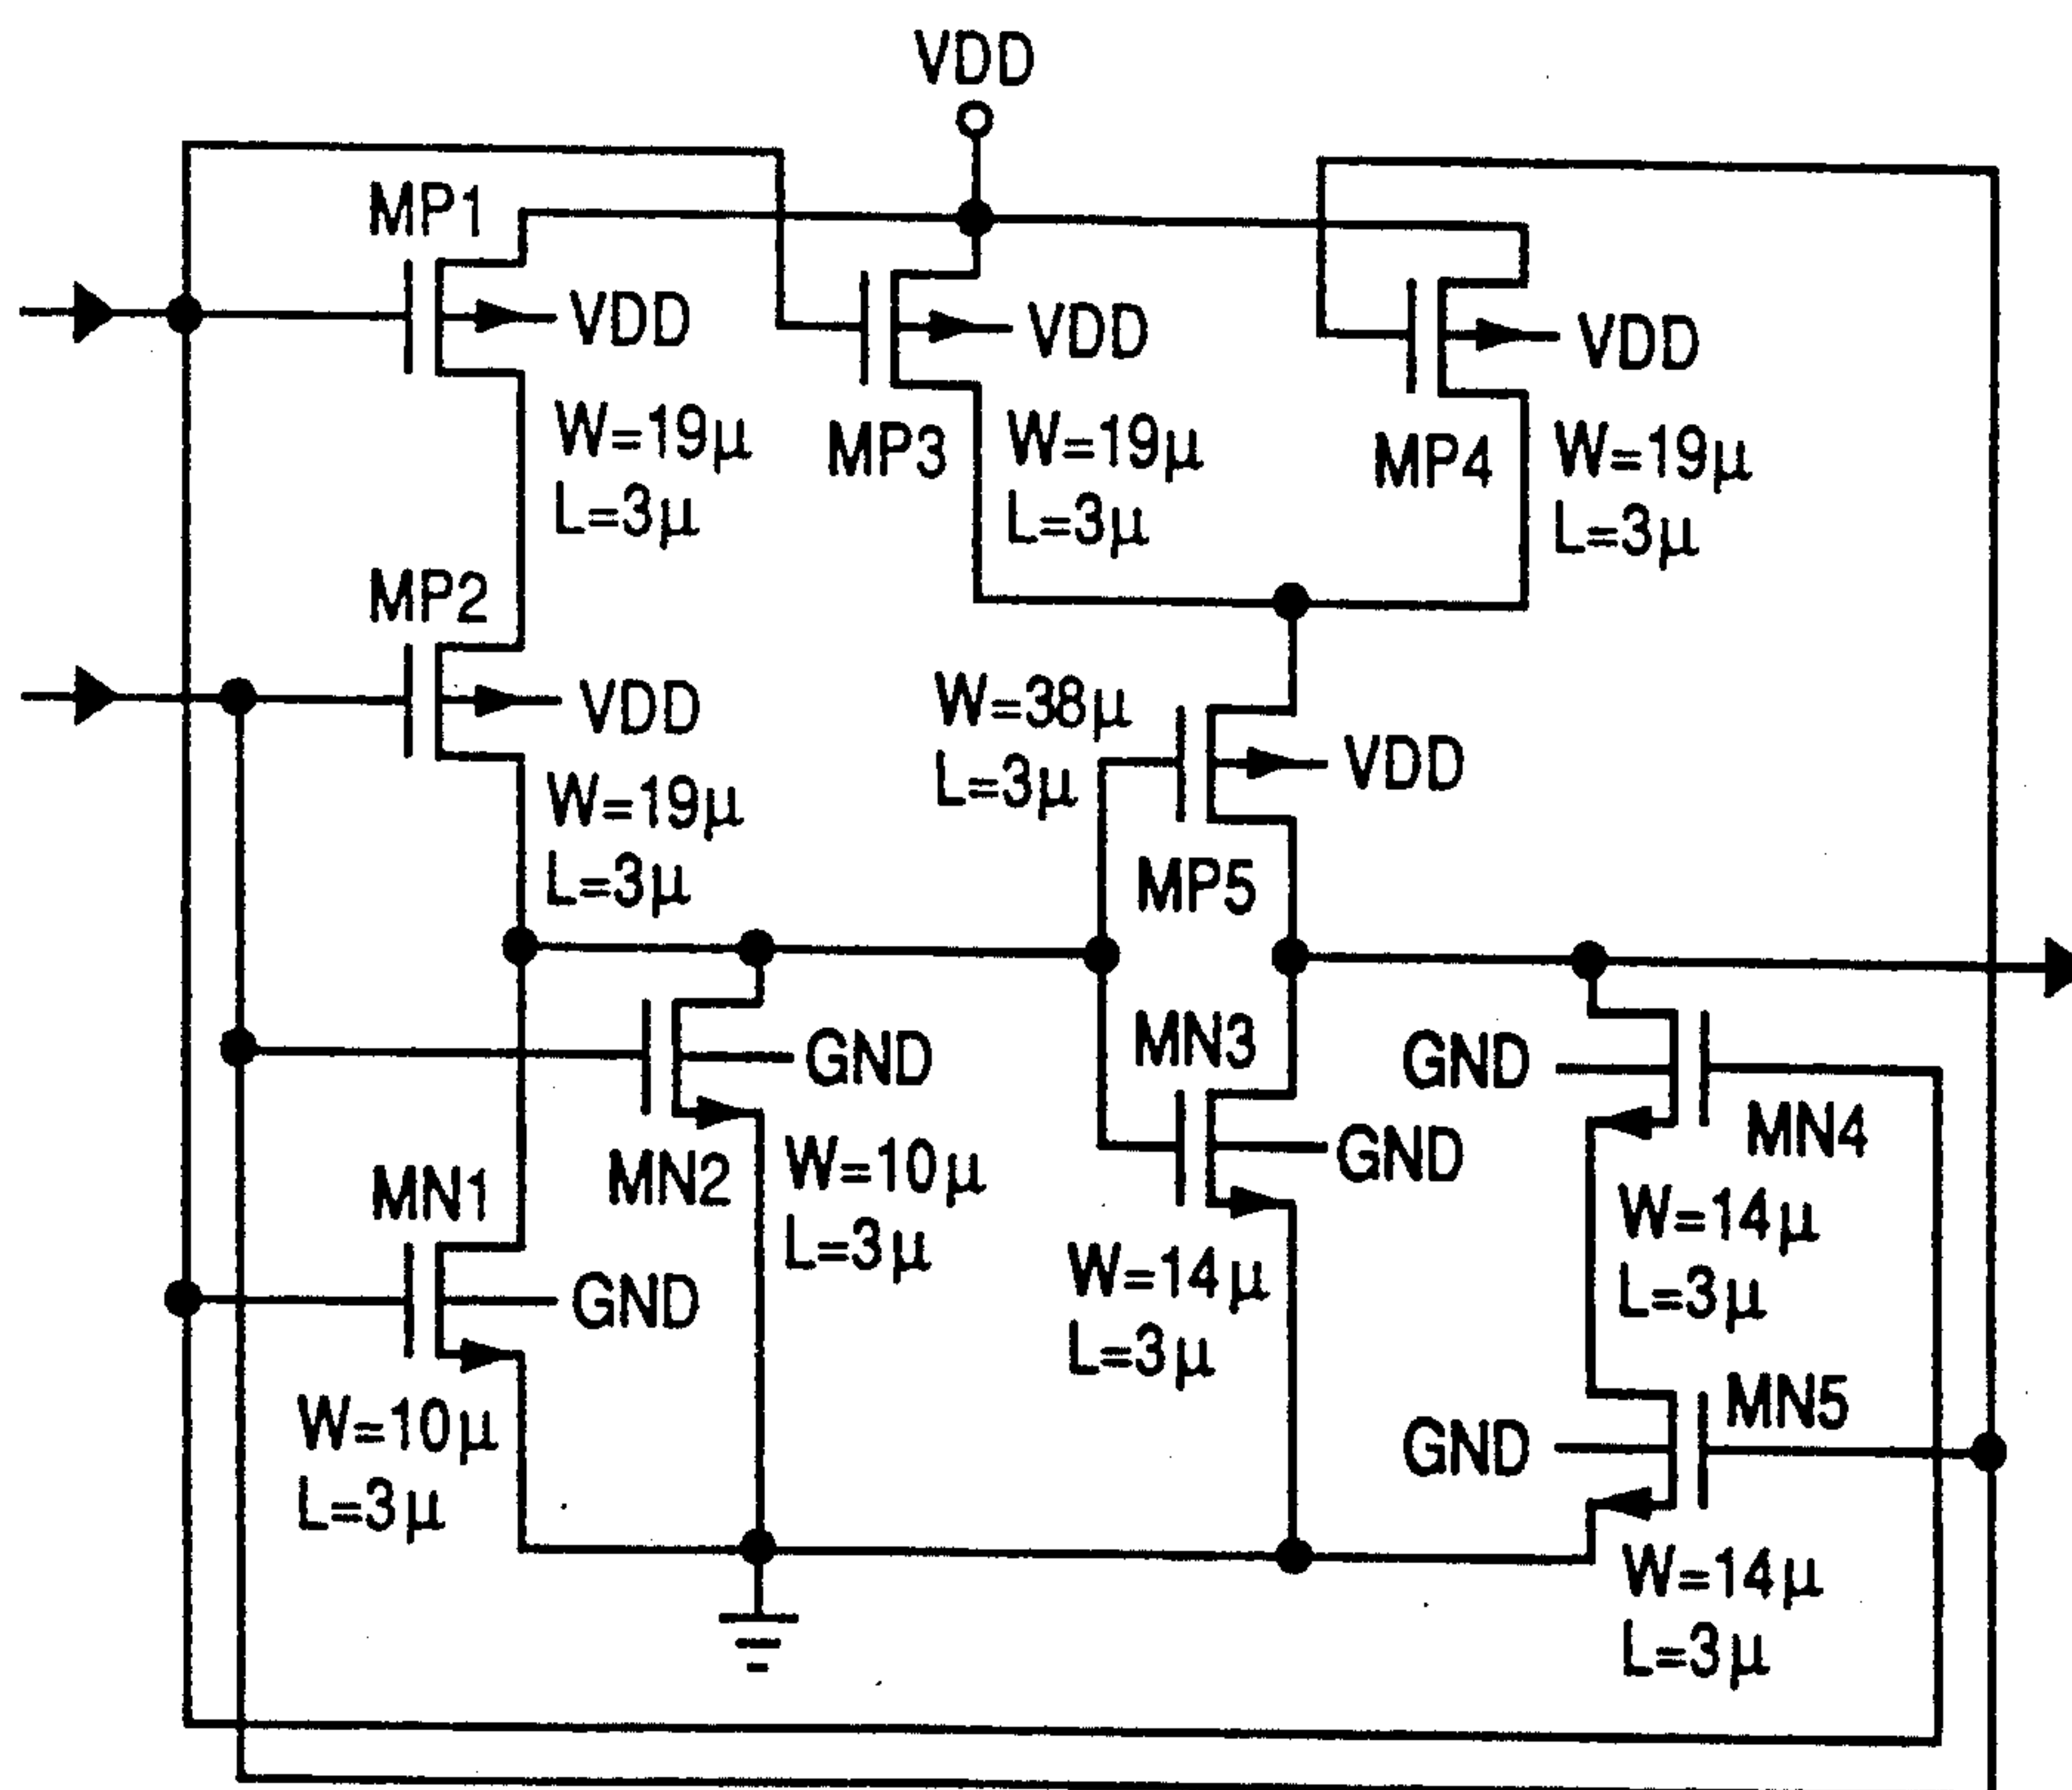 VDD
MP1
VDD
W=19µ
L=3µ
VDD
MP3
W=19µ
L=3µ
VDD
MP4
W=19µ
L=3µ
MP2
VDD
W=19µ
L=3µ
W=38µ
L=3µ
VDD
MP5
GND
MN2
W=10µ
L=3µ
MN3
GND
W=14µ
L=3µ
GND
MN4
W=14µ
L=3µ
MN1
GND
W=10µ
L=3µ
MN5
GND
W=14µ
L=3µ